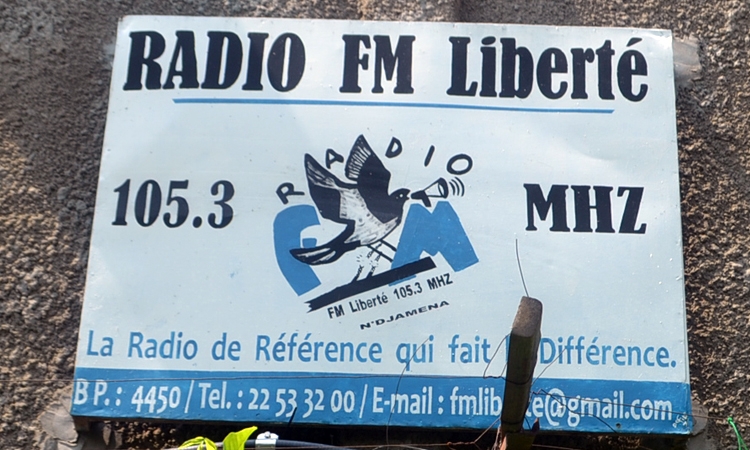 RADIO FM Liberté
105.3
RADIO
FM
MHZ
FM Liberté 105.3 MHZ
N'DJAMENA
La Radio de Référence qui fait Différence.
BP.: 4450 / Tel.: 22 53 32 00 / E-mail :